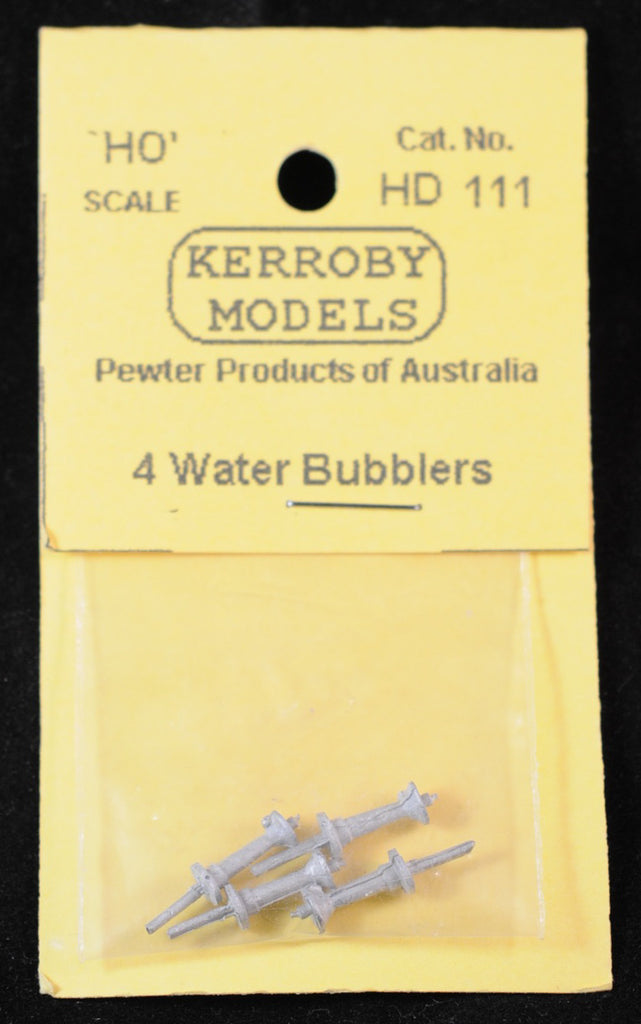 `HO'
SCALE
Cat. No.
HD 111
KERROBY
MODELS
Pewter Products of Australia
4 Water Bubblers